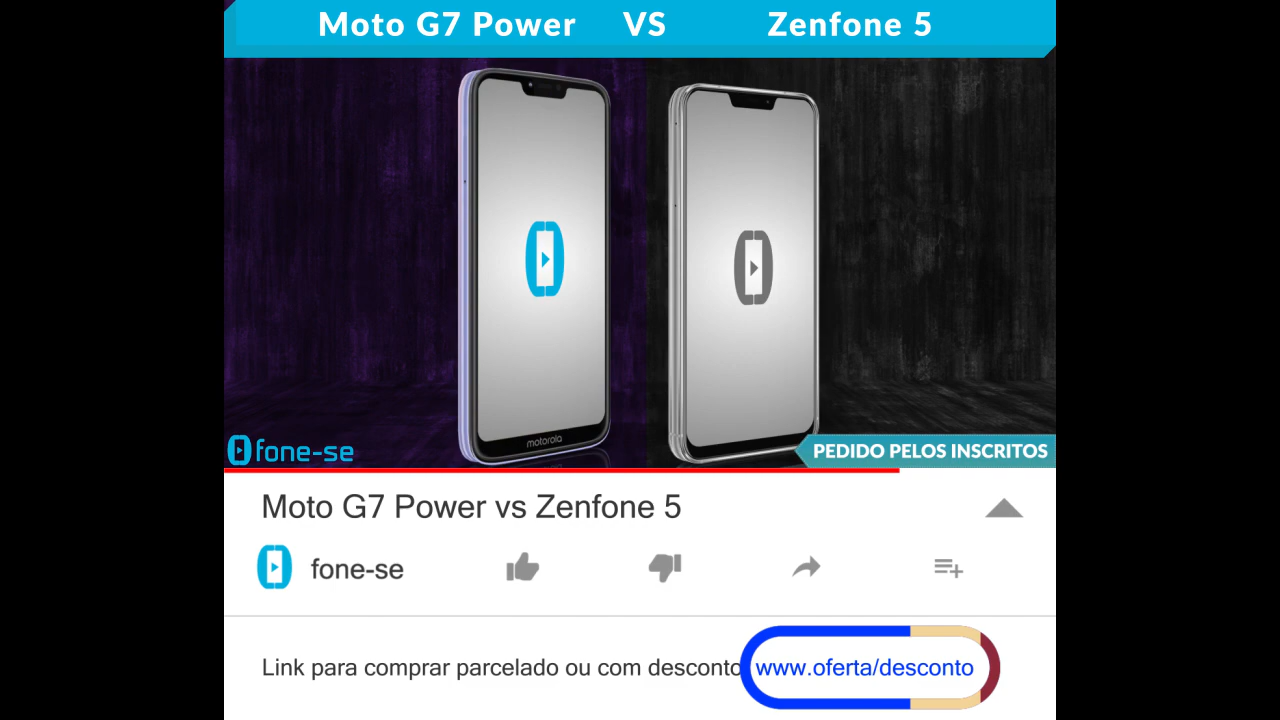 Moto G7 Power VS Zenfone 5
motorola
fone-se
PEDIDO PELOS INSCRITOS
Moto G7 Power vs Zenfone 5
fone-se
Link para comprar parcelado ou com desconto www.oferta/desconto